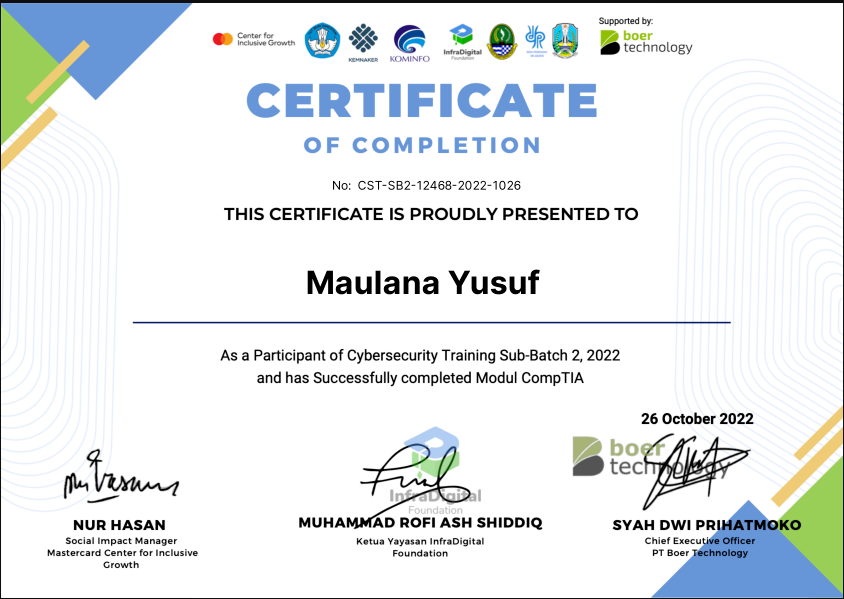 Supported by:
Center for
Inclusive Growth
KEMNAKER
KOMINFO
InfraDigital
Foundation
boer
technology
CERTIFICATE
OF COMPLETION
No: CST-SB2-12468-2022-1026
THIS CERTIFICATE IS PROUDLY PRESENTED TO
Maulana Yusuf
As a Participant of Cybersecurity Training Sub-Batch 2, 2022
and has Successfully completed Modul CompTIA
26 October 2022
boer
technology
InfraDigital
Foundation
NUR HASAN
Social Impact Manager
Mastercard Center for Inclusive
Growth
MUHAMMAD ROFI ASH SHIDDIQ
Ketua Yayasan InfraDigital
Foundation
SYAH DWI PRIHATMOKO
Chief Executive Officer
PT Boer Technology